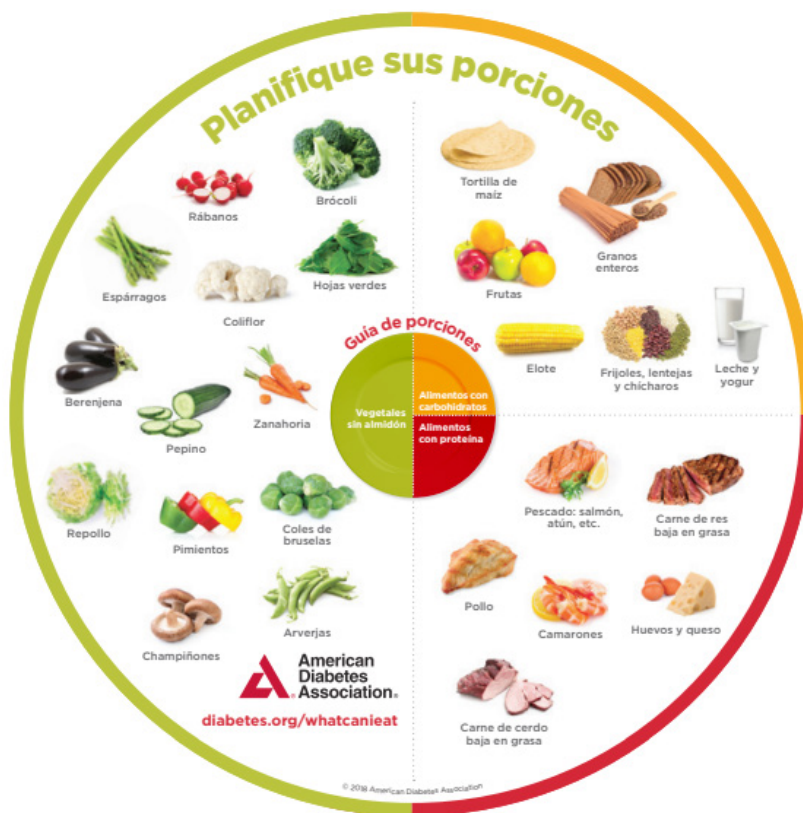 Planifique sus porciones
Rábanos
Brócoli
Espárragos
Coliflor
Hojas verdes
Berenjena
Pepino
Zanahoria
Repollo
Pimientos
Coles de
bruselas
Champiñones
Arverjas
Tortilla de
maíz
Granos
enteros
Frutas
Elote
Frijoles, lentejas
y chícharos
Leche y
yogur
Guía de porciones
Vegetales
sin almidón
Alimentos con
carbohidratos
Alimentos
con proteína
Pescado: salmón,
atún, etc.
Carne de res
baja en grasa
Pollo
Camarones
Huevos y queso
Carne de cerdo
baja en grasa
American
Diabetes
Association®
diabetes.org/whatcanieat
© 2018 American Diabetes Association